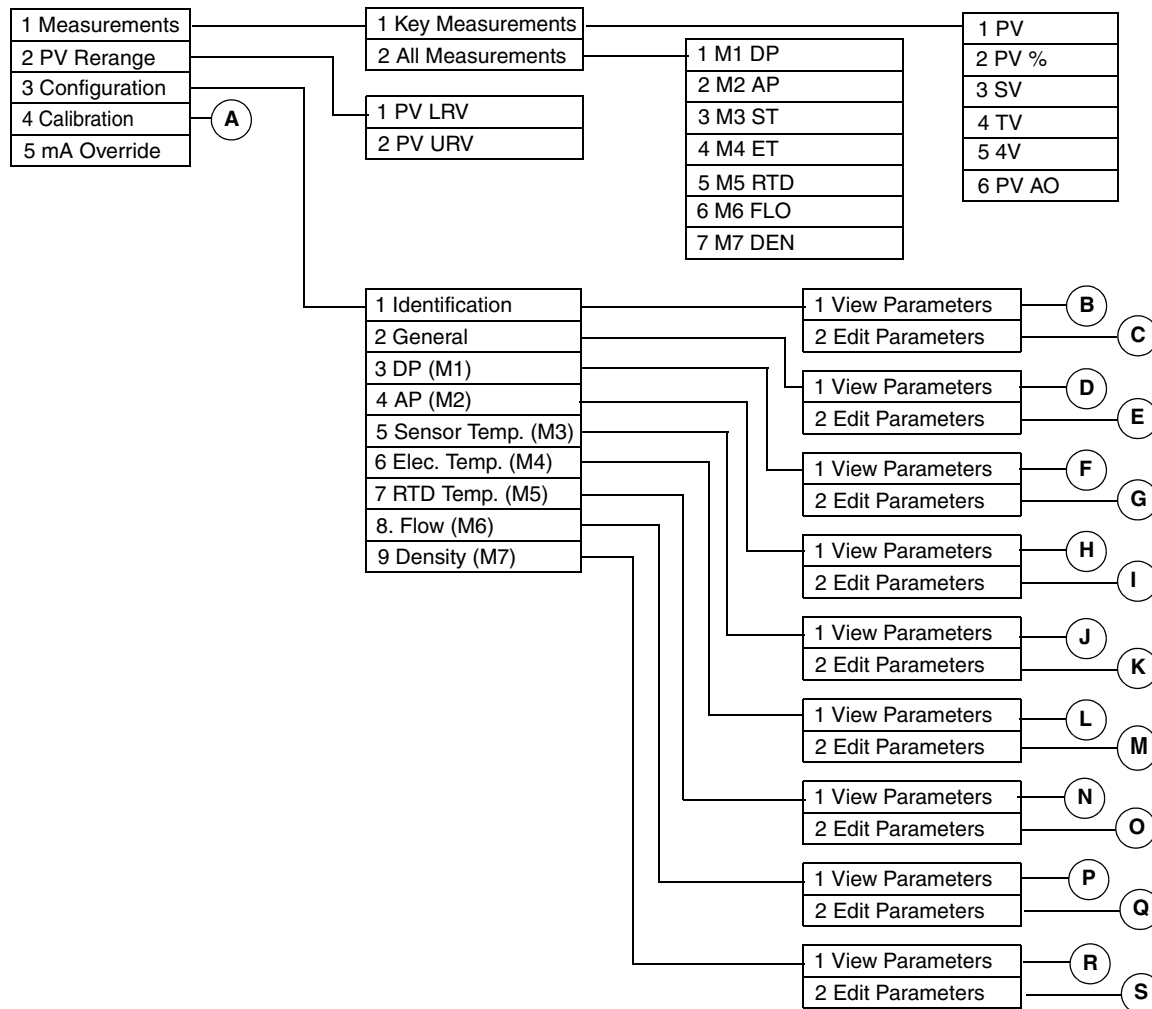 1 Measurements
2 PV Rerange
3 Configuration
4 Calibration
5 mA Override
A
1 Key Measurements
2 All Measurements
1 PV LRV
2 PV URV
1 M1 DP
2 M2 AP
3 M3 ST
4 M4 ET
5 M5 RTD
6 M6 FLO
7 M7 DEN
1 PV
2 PV %
3 SV
4 TV
5 4V
6 PV AO
1 Identification
2 General
3 DP (M1)
4 AP (M2)
5 Sensor Temp. (M3)
6 Elec. Temp. (M4)
7 RTD Temp. (M5)
8. Flow (M6)
9 Density (M7)
1 View Parameters
B
2 Edit Parameters
C
1 View Parameters
D
2 Edit Parameters
E
1 View Parameters
F
2 Edit Parameters
G
1 View Parameters
H
2 Edit Parameters
I
1 View Parameters
J
2 Edit Parameters
K
1 View Parameters
L
2 Edit Parameters
M
1 View Parameters
N
2 Edit Parameters
O
1 View Parameters
P
2 Edit Parameters
Q
1 View Parameters
R
2 Edit Parameters
S